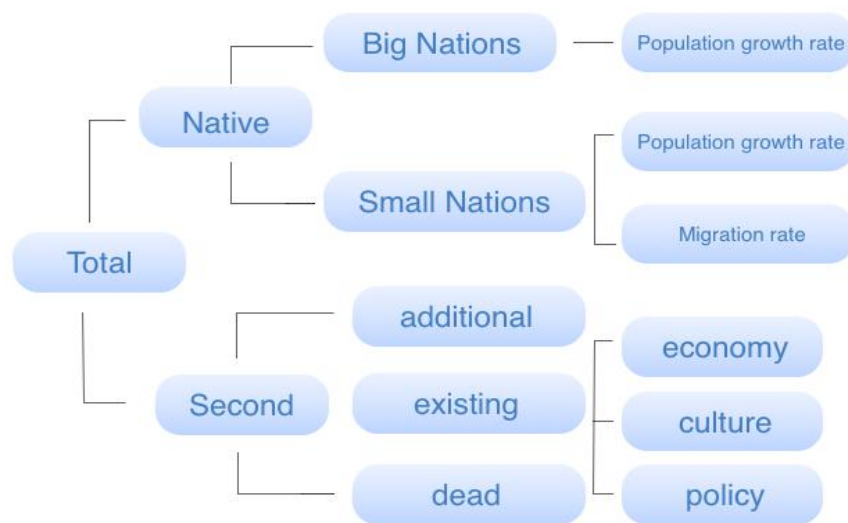 Big Nations
Population growth rate
Native
Population growth rate
Small Nations
Migration rate
Total
additional
economy
Second
existing
culture
dead
policy